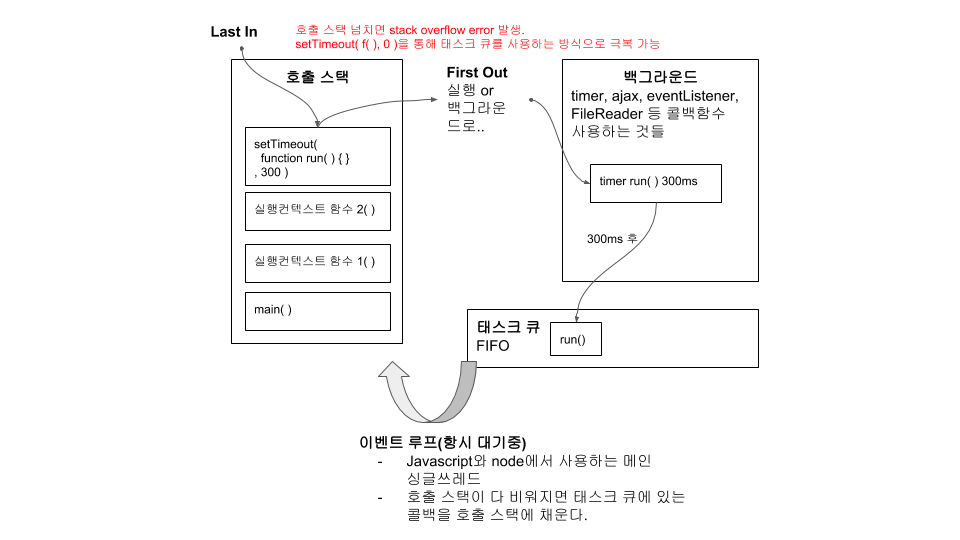 Last In
호출 스택 넘치면 stack overflow error 발생.
setTimeout( f( ), 0 )을 통해 태스크 큐를 사용하는 방식으로 극복 가능
호출 스택
setTimeout(
function run( ) { }
, 300 )
실행컨텍스트 함수 2( )
실행컨텍스트 함수 1( )
main( )
First Out
실행 or
백그라운
드로..
백그라운드
timer, ajax, eventListener,
FileReader 등 콜백함수
사용하는 것들
timer run( ) 300ms
300ms 후
태스크 큐
FIFO
run()
이벤트 루프(항시 대기중)
- Javascript와 node에서 사용하는 메인
싱글쓰레드
- 호출 스택이 다 비워지면 태스크 큐에 있는
콜백을 호출 스택에 채운다.